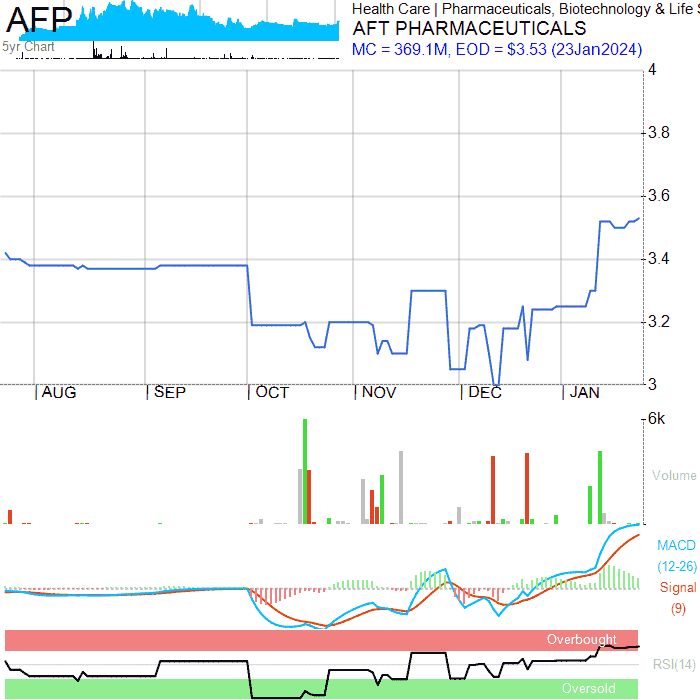 AFP
5yr Chart
Health Care | Pharmaceuticals, Biotechnology & Life S
AFT PHARMACEUTICALS
MC = 369.1M, EOD = $3.53 (23Jan2024)
4
3.8
3.6
3.4
3.2
3
AUG SEP OCT NOV DEC JAN
6k
Volume
MACD
(12-26)
Signal
(9)
Overbought
RSI(14)
Oversold